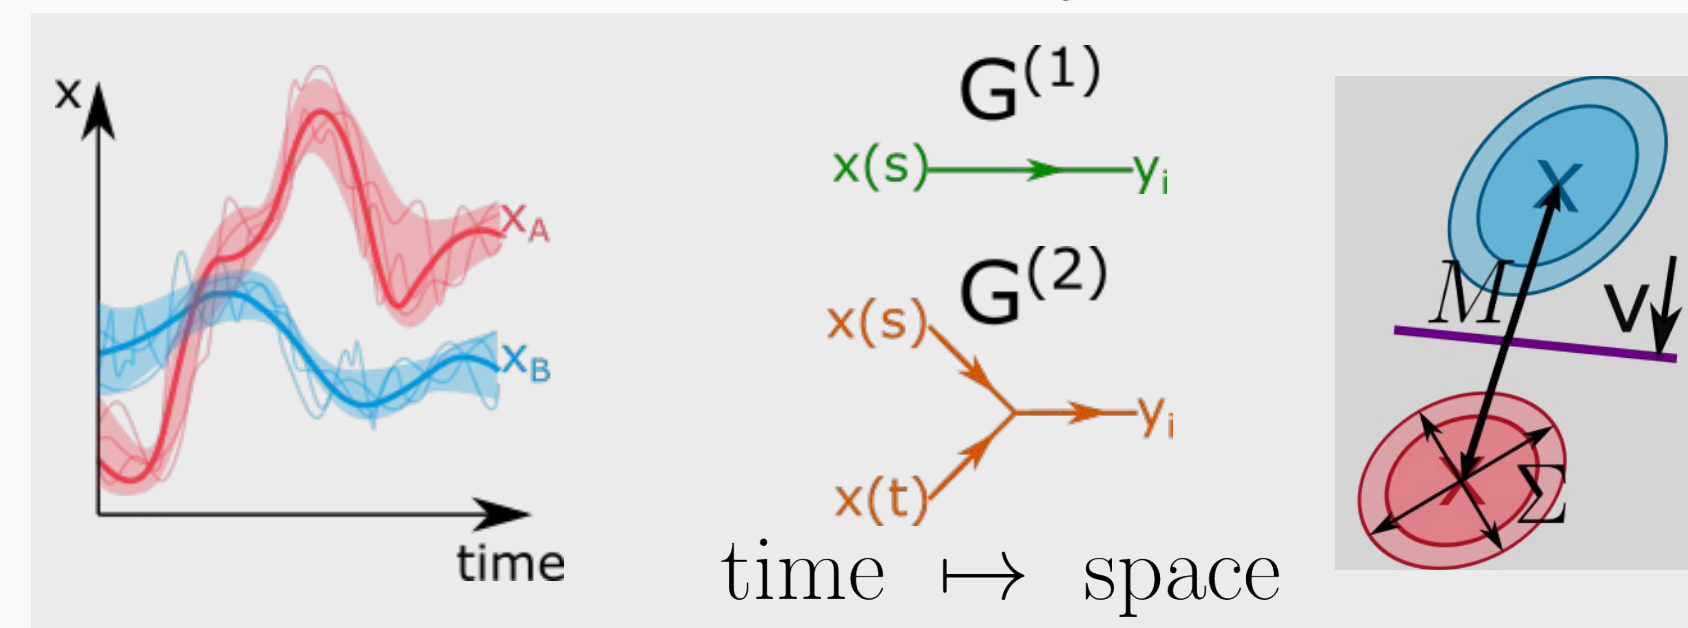 x
x_A
x_B
time
G^(1)
x(s) y_i
G^(2)
x(s)
y_i
x(t)
time ↦ space
x
M
V
x
Σ